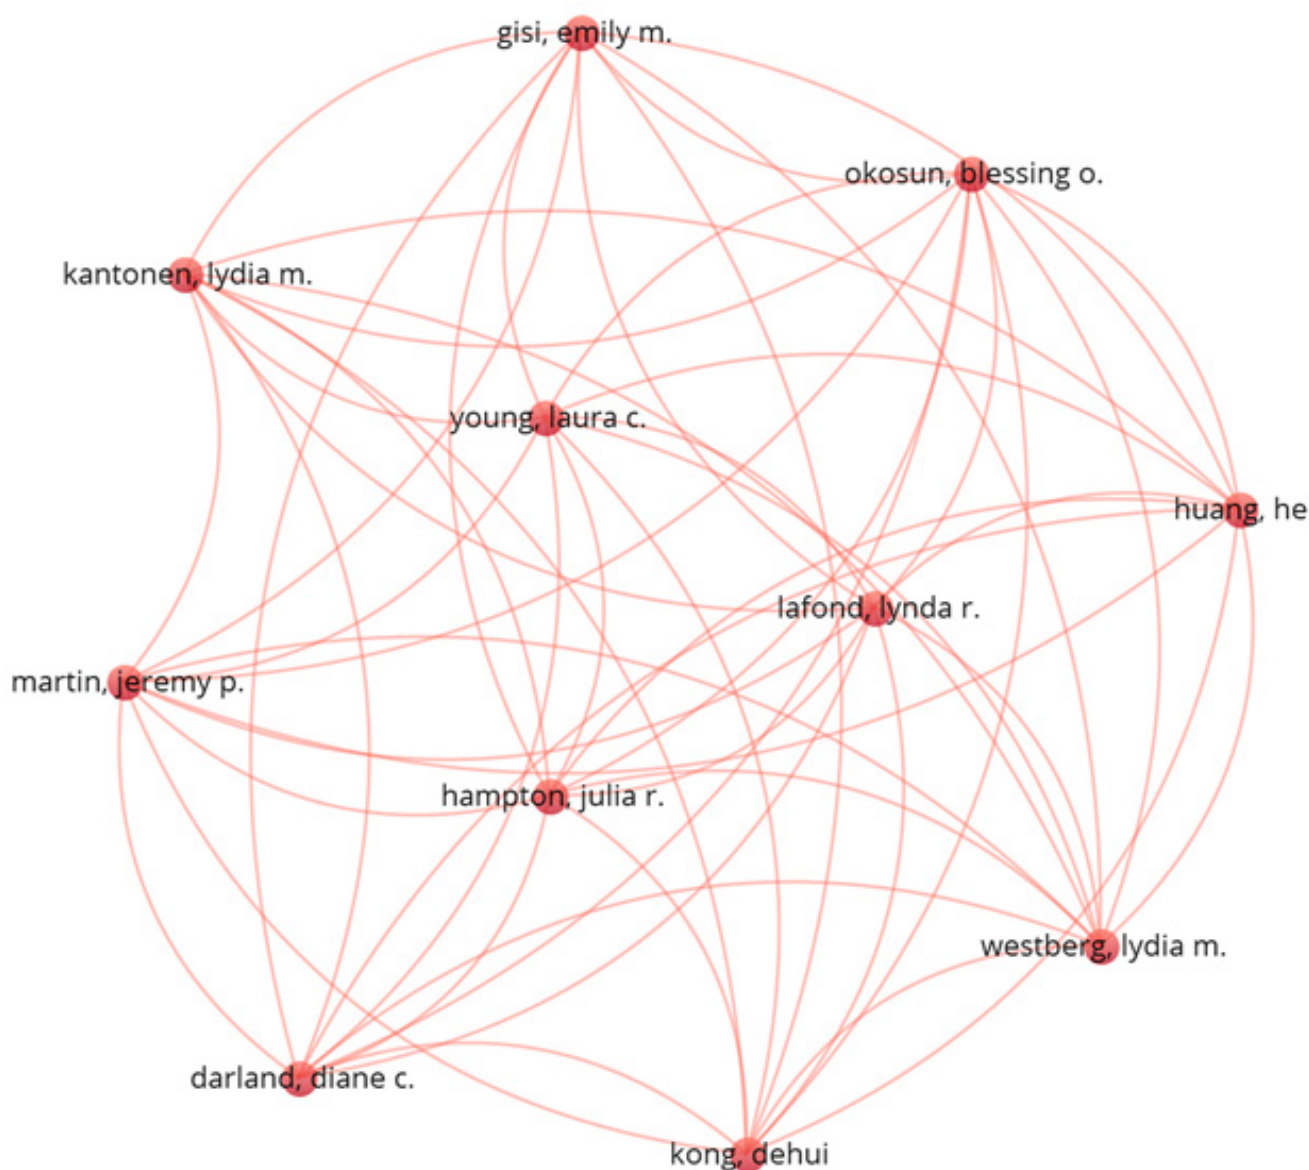 gisi, emily m.
okosun, blessing o.
kantonen, lydia m.
young, laura c.
huang, he
lafond, lynda r.
martin, jeremy p.
hampton, julia r.
westberg, lydia m.
darland, diane c.
kong, dehui